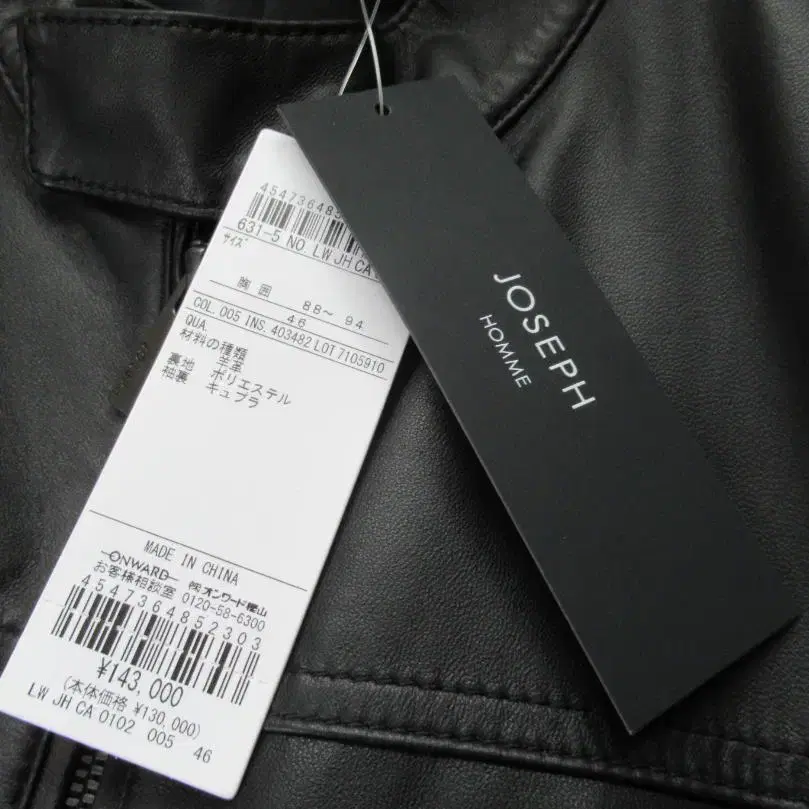 454736485
631-5 NO. LW JH CA
サイズ
胸囲 88～ 94
46
COL. 005 INS. 403482 LOT 7105910
QUA.
材料の種類
羊革
裏地 ポリエステル
袖裏 キュプラ
MADE IN CHINA
ONWARD ㈱オンワード樫山
お客様相談室 0120-58-6300
4547364852303
¥143,000
(本体価格 ¥130,000)
LW JH CA 0102 005 46
JOSEPH
HOMME